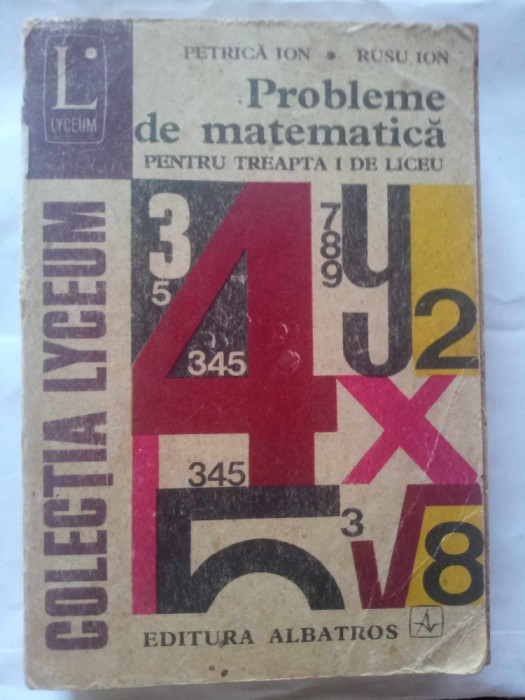 PETRICĂ ION • RUSU ION
L
LYCEUM
Probleme
de matematică
PENTRU TREAPTA I DE LICEU
COLECȚIA LYCEUM
3
5
4
345
7
8
9
y
2
x
345
5
3
√8
EDITURA ALBATROS